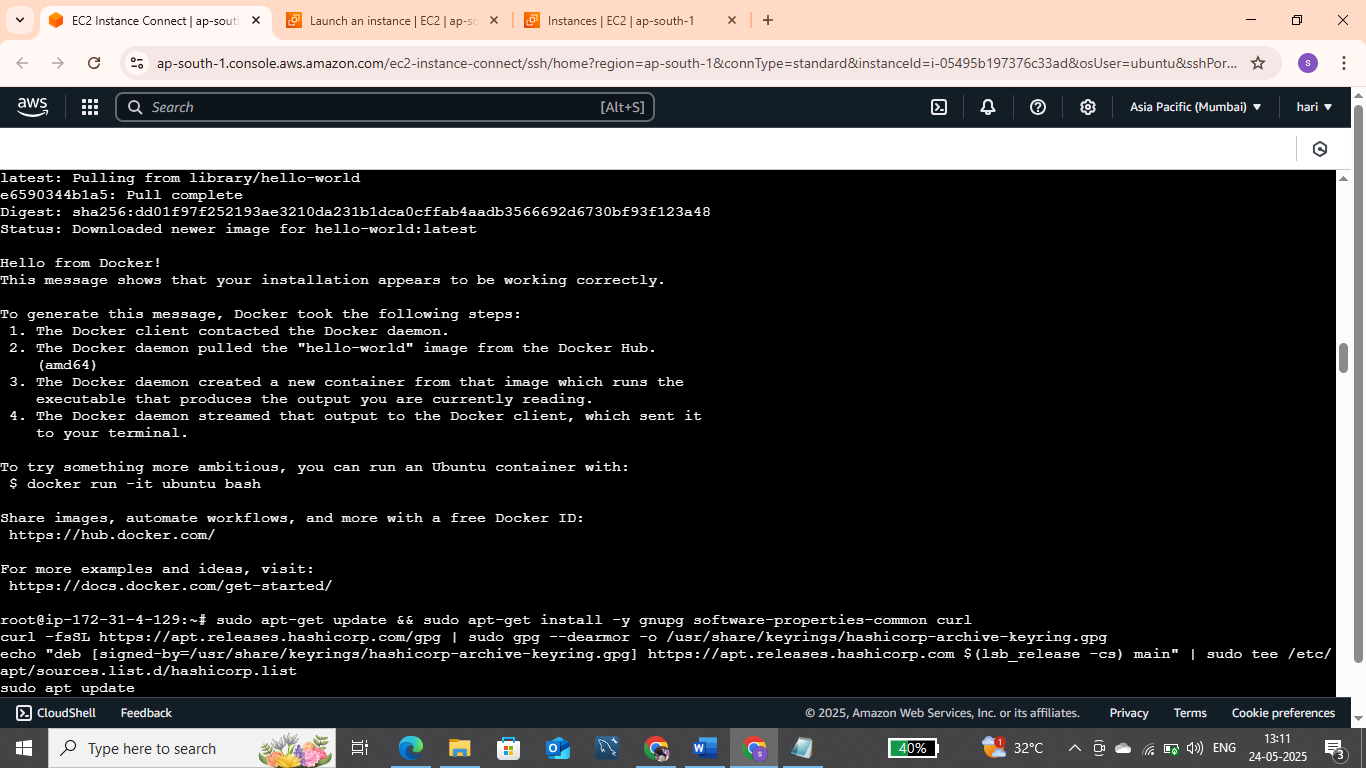 EC2 Instance Connect | ap-sout
Launch an instance | EC2 | ap-so
Instances | EC2 | ap-south-1
ap-south-1.console.aws.amazon.com/ec2-instance-connect/ssh/home?region=ap-south-1&connType=standard&instanceId=i-05495b197376c33ad&osUser=ubuntu&sshPor...
s
aws
Search
[Alt+S]
Asia Pacific (Mumbai)
hari
latest: Pulling from library/hello-world
e6590344b1a5: Pull complete
Digest: sha256:dd01f97f252193ae3210da231b1dca0cffab4aadb3566692d6730bf93f123a48
Status: Downloaded newer image for hello-world:latest
Hello from Docker!
This message shows that your installation appears to be working correctly.
To generate this message, Docker took the following steps:
1. The Docker client contacted the Docker daemon.
2. The Docker daemon pulled the "hello-world" image from the Docker Hub.
(amd64)
3. The Docker daemon created a new container from that image which runs the
executable that produces the output you are currently reading.
4. The Docker daemon streamed that output to the Docker client, which sent it
to your terminal.
To try something more ambitious, you can run an Ubuntu container with:
$ docker run -it ubuntu bash
Share images, automate workflows, and more with a free Docker ID:
https://hub.docker.com/
For more examples and ideas, visit:
https://docs.docker.com/get-started/
root@ip-172-31-4-129:~# sudo apt-get update && sudo apt-get install -y gnupg software-properties-common curl
curl -fsSL https://apt.releases.hashicorp.com/gpg | sudo gpg --dearmor -o /usr/share/keyrings/hashicorp-archive-keyring.gpg
echo "deb [signed-by=/usr/share/keyrings/hashicorp-archive-keyring.gpg] https://apt.releases.hashicorp.com $(lsb_release -cs) main" | sudo tee /etc/
apt/sources.list.d/hashicorp.list
sudo apt update
CloudShell
Feedback
© 2025, Amazon Web Services, Inc. or its affiliates.
Privacy
Terms
Cookie preferences
Type here to search
40%
32°C
ENG
13:11
24-05-2025
3